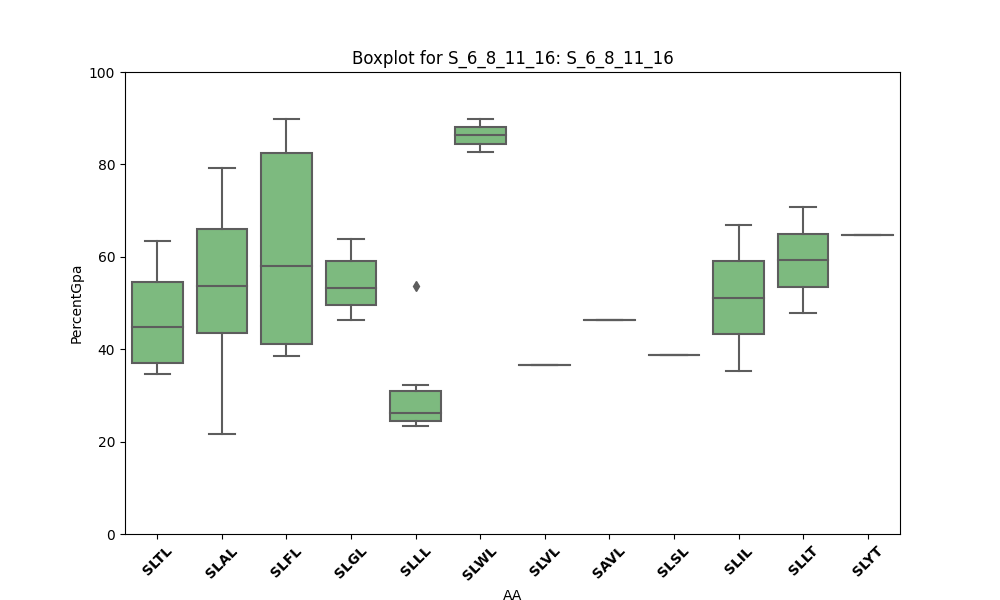 Boxplot for S_6_8_11_16: S_6_8_11_16
100
80
60
40
20
0
PercentGpa
SLTL SLAL SLFL SLGL SLLL SLWL SLVL SAVL SLSL SLIL SLLT SLYT
AA